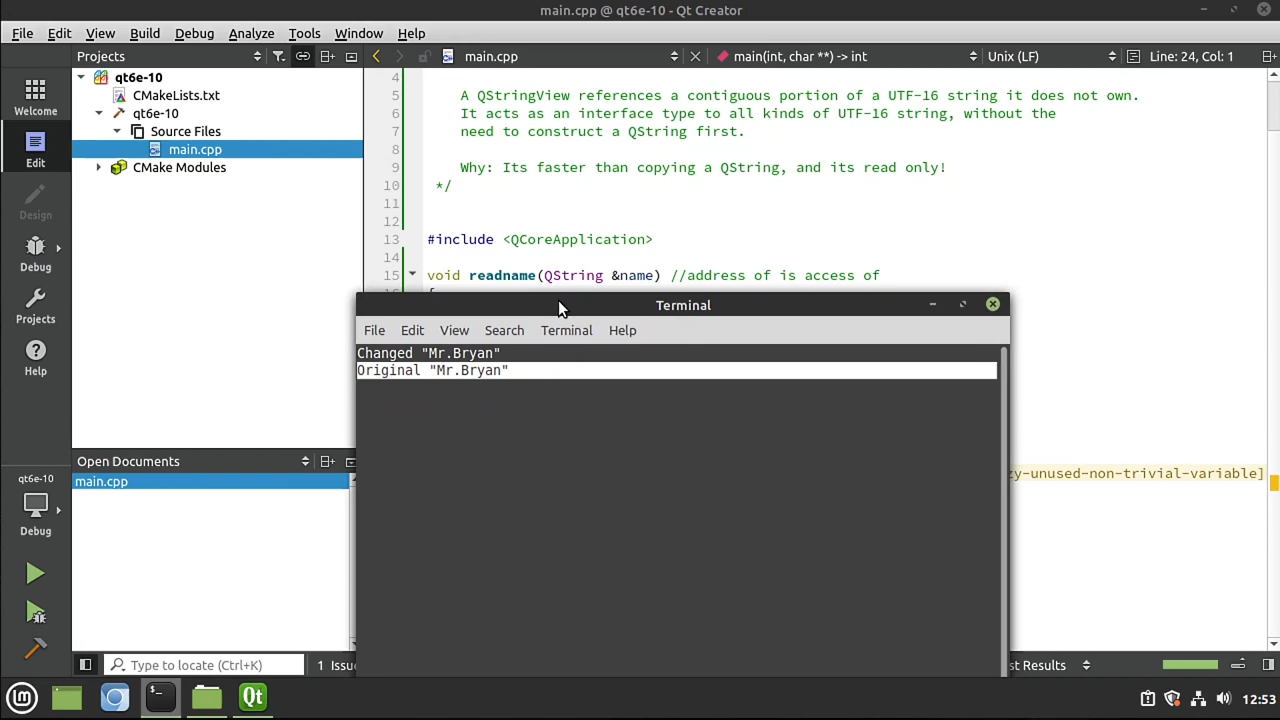 main.cpp @ qt6e-10 - Qt Creator
File Edit View Build Debug Analyze Tools Window Help
Projects
main.cpp
main(int, char **) -> int
Unix (LF)
Line: 24, Col: 1
Welcome
Edit
Design
Debug
Projects
Help
qt6e-10
Debug
qt6e-10
CMakeLists.txt
qt6e-10
Source Files
main.cpp
CMake Modules
Open Documents
main.cpp
4
5 A QStringView references a contiguous portion of a UTF-16 string it does not own.
6 It acts as an interface type to all kinds of UTF-16 string, without the
7 need to construct a QString first.
8
9 Why: Its faster than copying a QString, and its read only!
10 */
11
12
13 #include <QCoreApplication>
14
15 void readname(QString &name) //address of is access of
{
zy-unused-non-trivial-variable]
Terminal
File Edit View Search Terminal Help
Changed "Mr.Bryan"
Original "Mr.Bryan"
Type to locate (Ctrl+K)
1 Issu
st Results
Qt
12:53